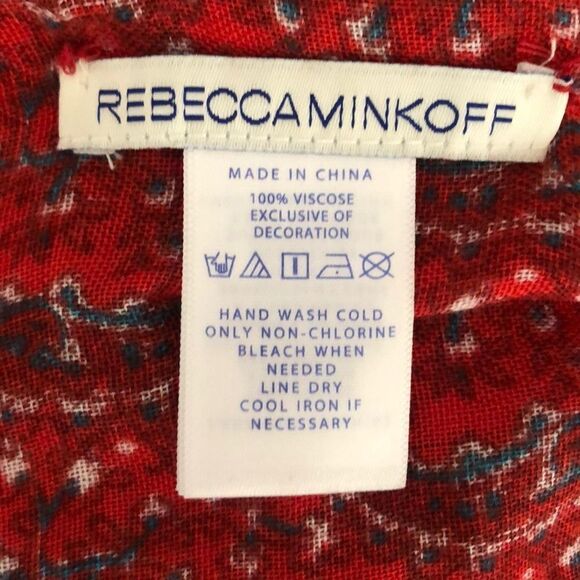 REBECCAMINKOFF
MADE IN CHINA
100% VISCOSE
EXCLUSIVE OF
DECORATION
HAND WASH COLD
ONLY NON-CHLORINE
BLEACH WHEN
NEEDED
LINE DRY
COOL IRON IF
NECESSARY